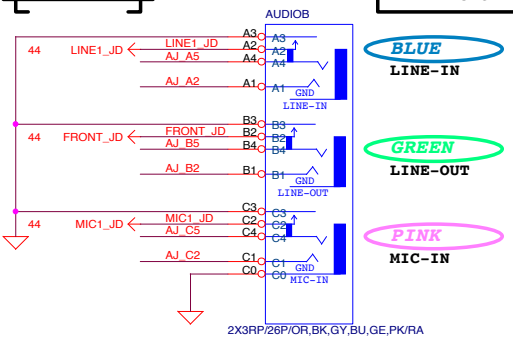 AUDIOB
A3 A3
44 LINE1_JD LINE1_JD A2 A2
AJ_A5 A4 A4
AJ_A2 A1 A1
GND
LINE-IN
BLUE
LINE-IN
B3 B3
44 FRONT_JD FRONT_JD B2 B2
AJ_B5 B4 B4
AJ_B2 B1 B1
GND
LINE-OUT
GREEN
LINE-OUT
C3 C3
44 MIC1_JD MIC1_JD C2 C2
AJ_C5 C4 C4
AJ_C2 C1 C1
GND
C0 C0
MIC-IN
PINK
MIC-IN
2X3RP/26P/OR,BK,GY,BU,GE,PK/RA